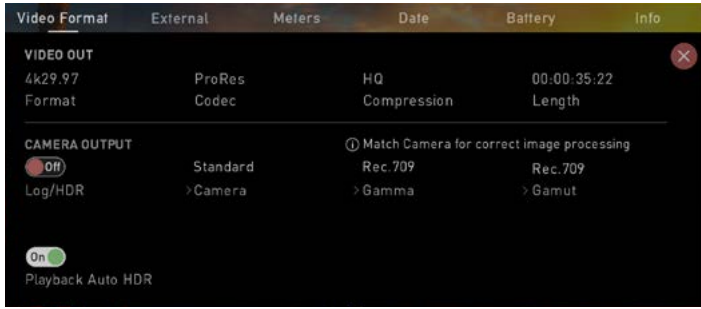 Video Format External Meters Date Battery Info
VIDEO OUT
4k29.97 ProRes HQ 00:00:35:22
Format Codec Compression Length
CAMERA OUTPUT Match Camera for correct image processing
Off Standard Rec.709 Rec.709
Log/HDR >Camera >Gamma >Gamut
On
Playback Auto HDR